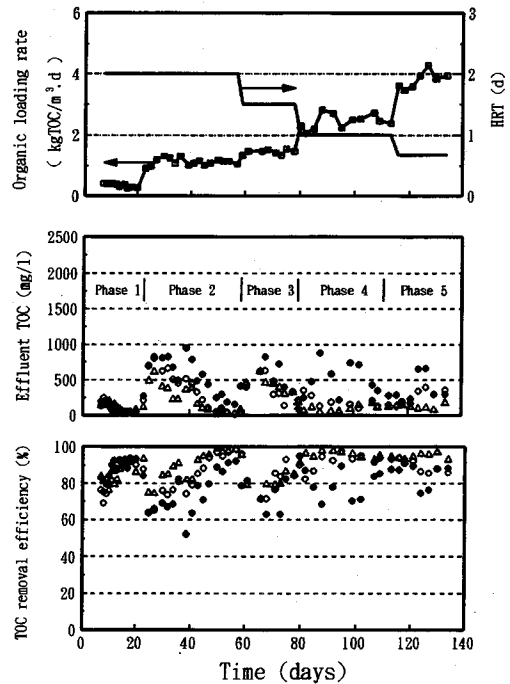 Organic loading rate
( kgTOC/m³.d )
6
4
2
0
3
2
1
0
HRT (d)
Effluent TOC (mg/l)
2500
2000
1500
1000
500
0
Phase 1
Phase 2
Phase 3
Phase 4
Phase 5
TOC removal efficiency (%)
100
80
60
40
20
0
0 20 40 60 80 100 120 140
Time (days)